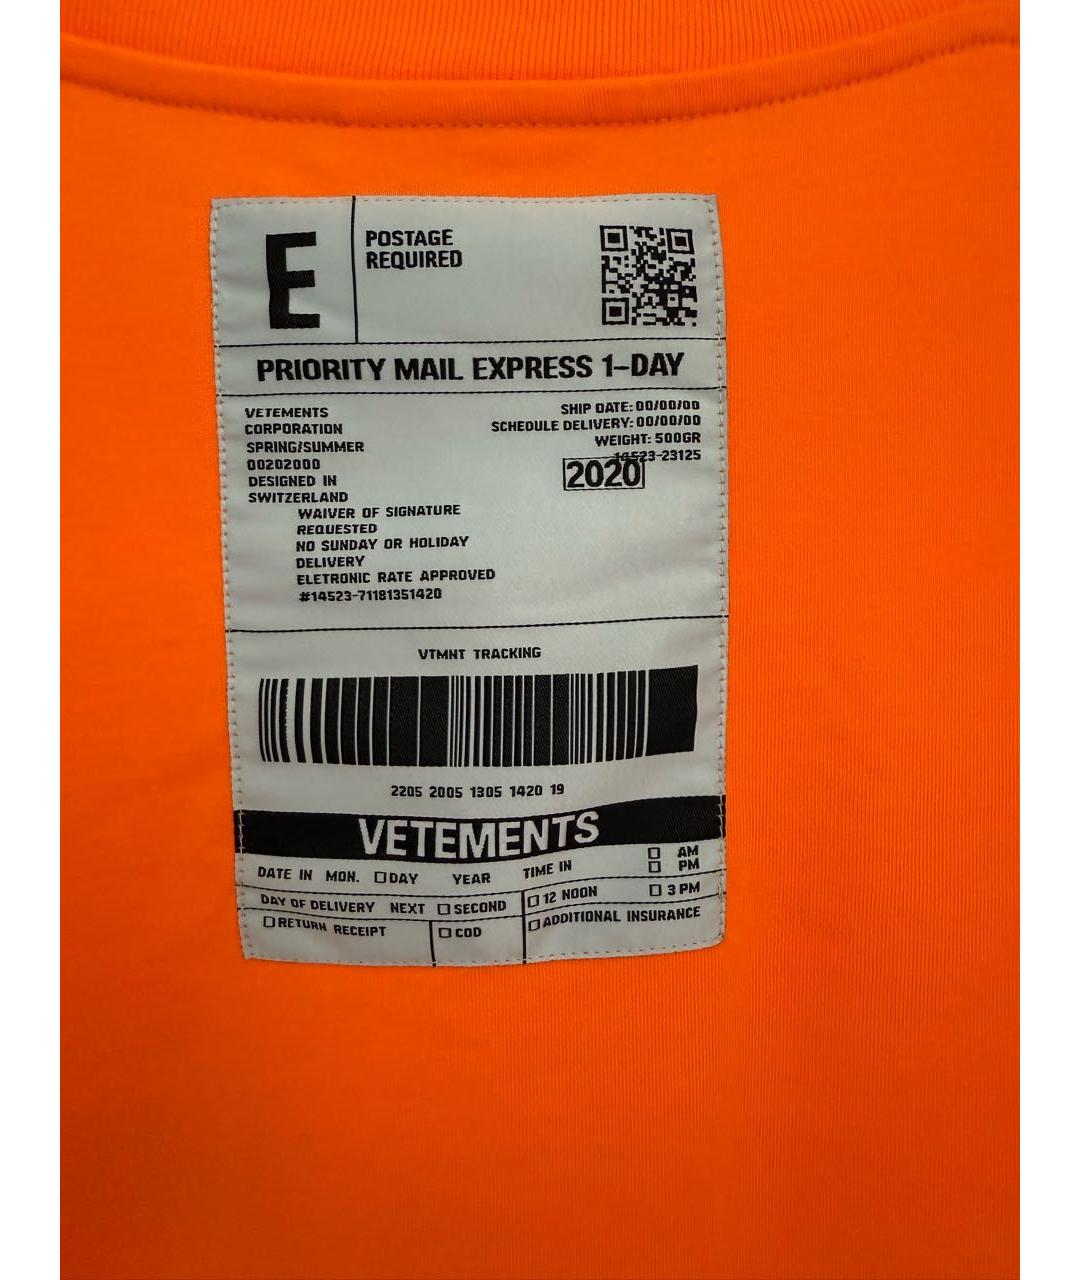 E
POSTAGE
REQUIRED
PRIORITY MAIL EXPRESS 1-DAY
VETEMENTS
CORPORATION
SPRING/SUMMER
00202000
DESIGNED IN
SWITZERLAND
SHIP DATE: 00/00/00
SCHEDULE DELIVERY: 00/00/00
WEIGHT: 500GR
14523-23125
2020
WAIVER OF SIGNATURE
REQUESTED
NO SUNDAY OR HOLIDAY
DELIVERY
ELETRONIC RATE APPROVED
#14523-71181351420
VTMNT TRACKING
2205 2005 1305 1420 19
VETEMENTS
DATE IN MON. DAY YEAR TIME IN AM
PM
DAY OF DELIVERY NEXT SECOND 12 NOON 3 PM
RETURN RECEIPT COD ADDITIONAL INSURANCE